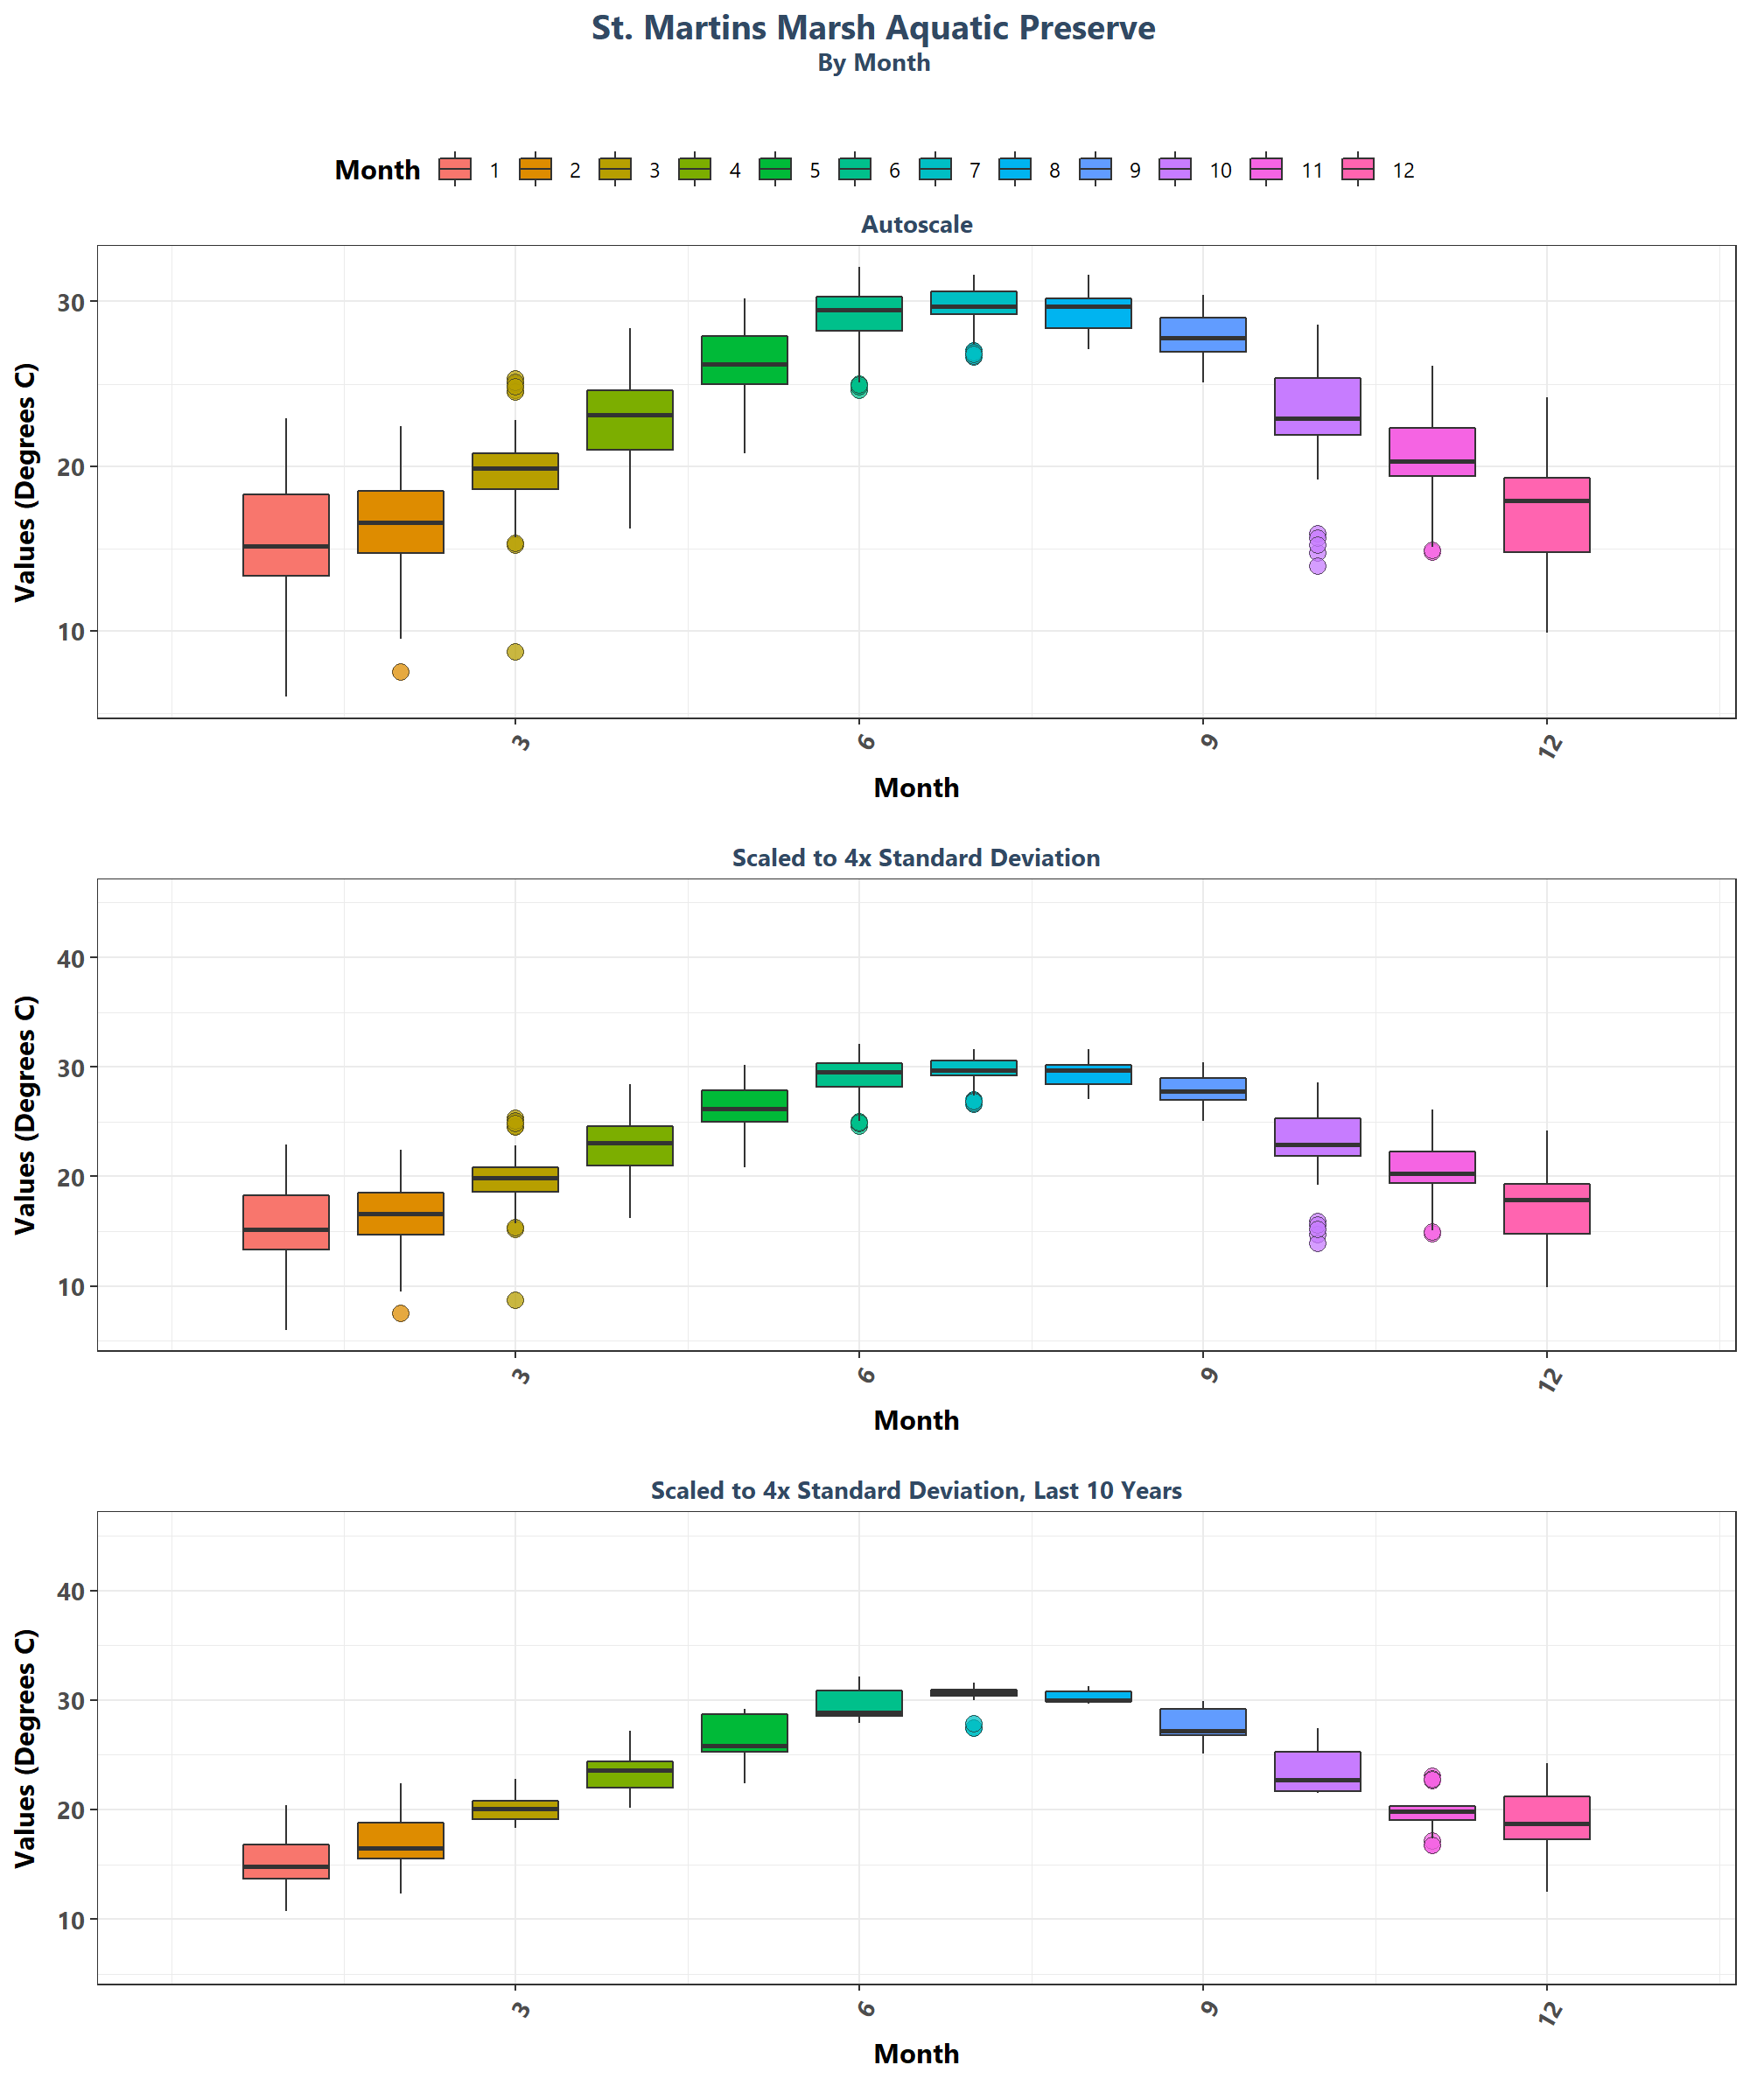 St. Martins Marsh Aquatic Preserve
By Month
Month 1 2 3 4 5 6 7 8 9 10 11 12
Autoscale
Values (Degrees C)
30
20
10
3 6 9 12
Month
Scaled to 4x Standard Deviation
Values (Degrees C)
40
30
20
10
3 6 9 12
Month
Scaled to 4x Standard Deviation, Last 10 Years
Values (Degrees C)
40
30
20
10
3 6 9 12
Month